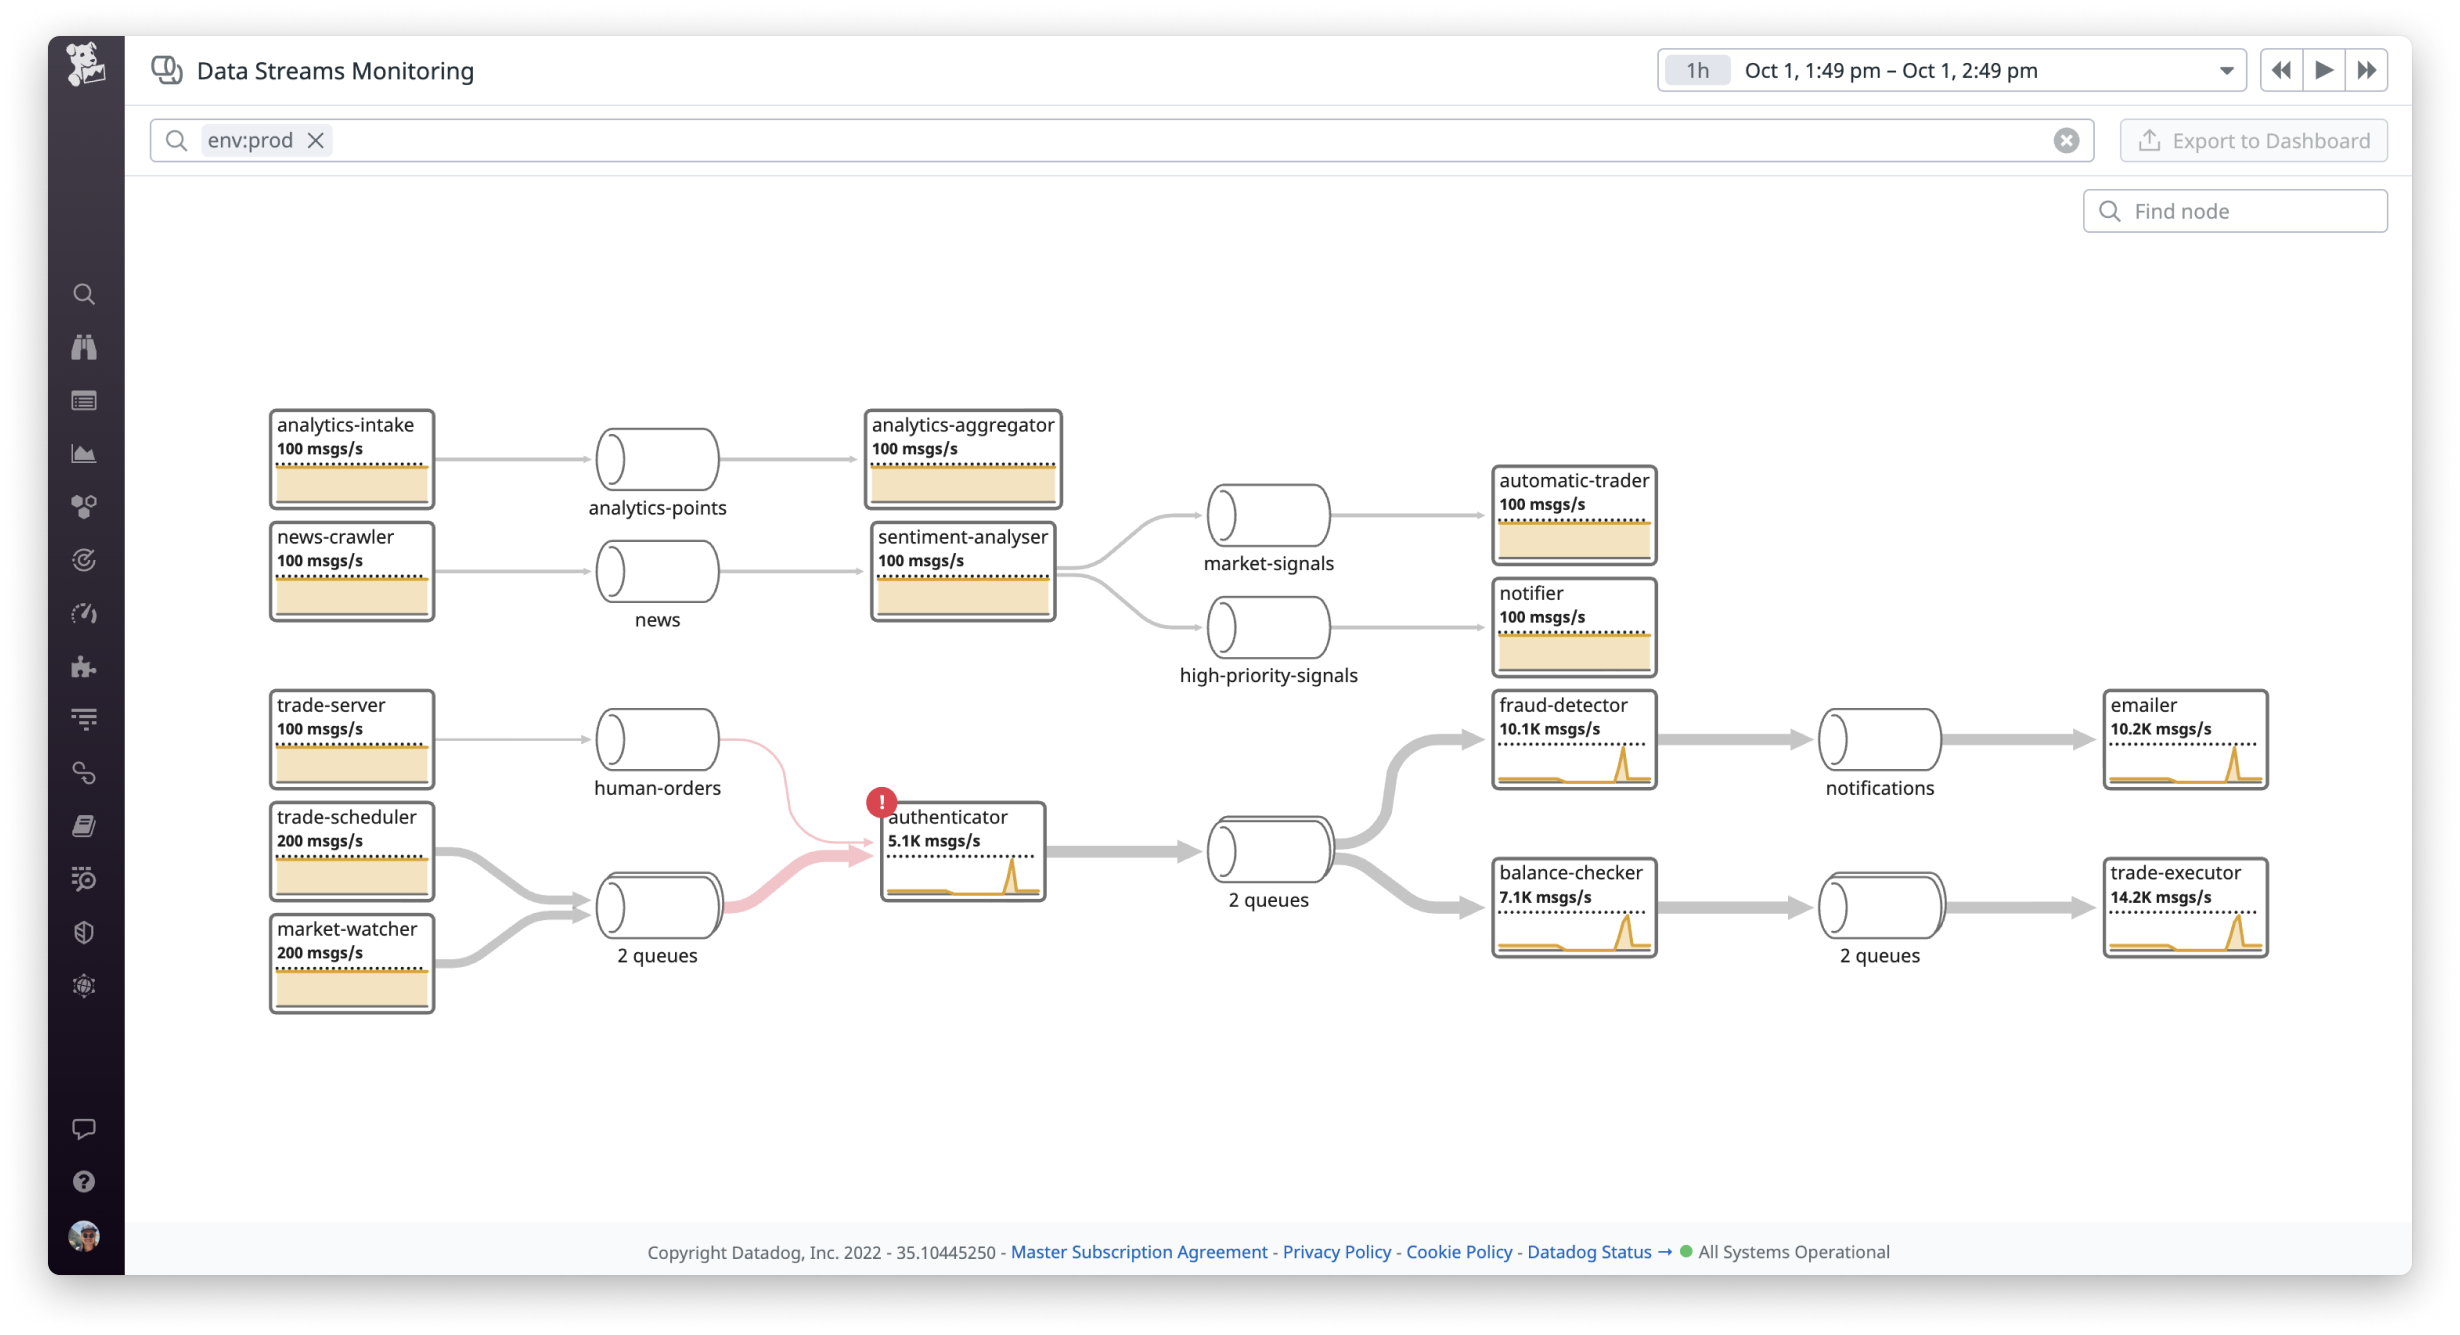 Data Streams Monitoring
1h Oct 1, 1:49 pm – Oct 1, 2:49 pm
env:prod
Export to Dashboard
Find node
analytics-intake
100 msgs/s
analytics-points
analytics-aggregator
100 msgs/s
news-crawler
100 msgs/s
news
sentiment-analyser
100 msgs/s
market-signals
automatic-trader
100 msgs/s
high-priority-signals
notifier
100 msgs/s
trade-server
100 msgs/s
human-orders
trade-scheduler
200 msgs/s
market-watcher
200 msgs/s
2 queues
!
authenticator
5.1K msgs/s
2 queues
fraud-detector
10.1K msgs/s
notifications
emailer
10.2K msgs/s
balance-checker
7.1K msgs/s
2 queues
trade-executor
14.2K msgs/s
Copyright Datadog, Inc. 2022 - 35.10445250 - Master Subscription Agreement - Privacy Policy - Cookie Policy - Datadog Status → All Systems Operational